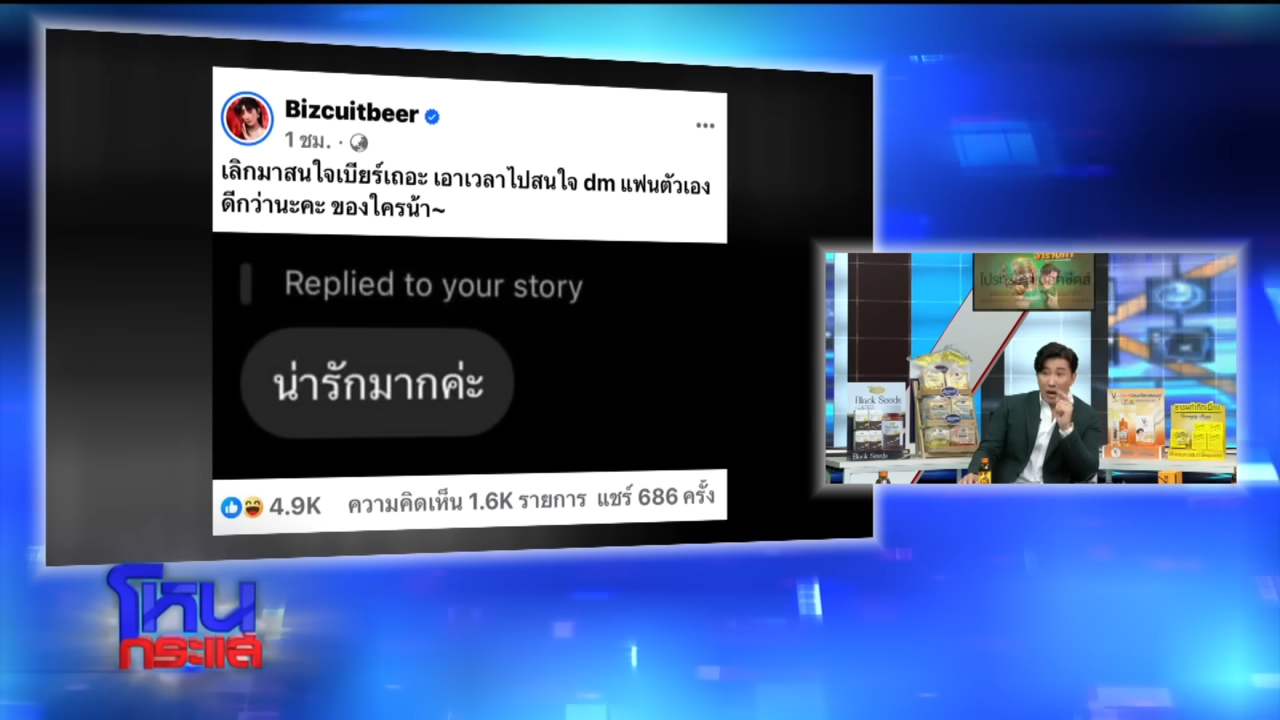 Bizcuitbeer
1 ชม. ·
เลิกมาสนใจเบียร์เถอะ เอาเวลาไปสนใจ dm แฟนตัวเอง
ดีกว่านะคะ ของใครน้า~
Replied to your story
น่ารักมากค่ะ
4.9K ความคิดเห็น 1.6K รายการ แชร์ 686 ครั้ง
Black Seeds
Black Seeds
โหน
กระแส